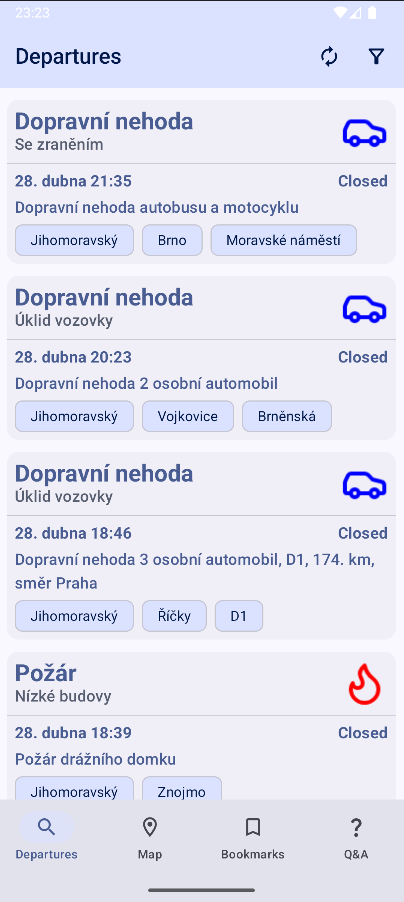 23:23
Departures
Dopravní nehoda
Se zraněním
28. dubna 21:35 Closed
Dopravní nehoda autobusu a motocyklu
Jihomoravský Brno Moravské náměstí
Dopravní nehoda
Úklid vozovky
28. dubna 20:23 Closed
Dopravní nehoda 2 osobní automobil
Jihomoravský Vojkovice Brněnská
Dopravní nehoda
Úklid vozovky
28. dubna 18:46 Closed
Dopravní nehoda 3 osobní automobil, D1, 174. km,
směr Praha
Jihomoravský Říčky D1
Požár
Nízké budovy
28. dubna 18:39 Closed
Požár drážního domku
Jihomoravský Znojmo
Departures Map Bookmarks Q&A